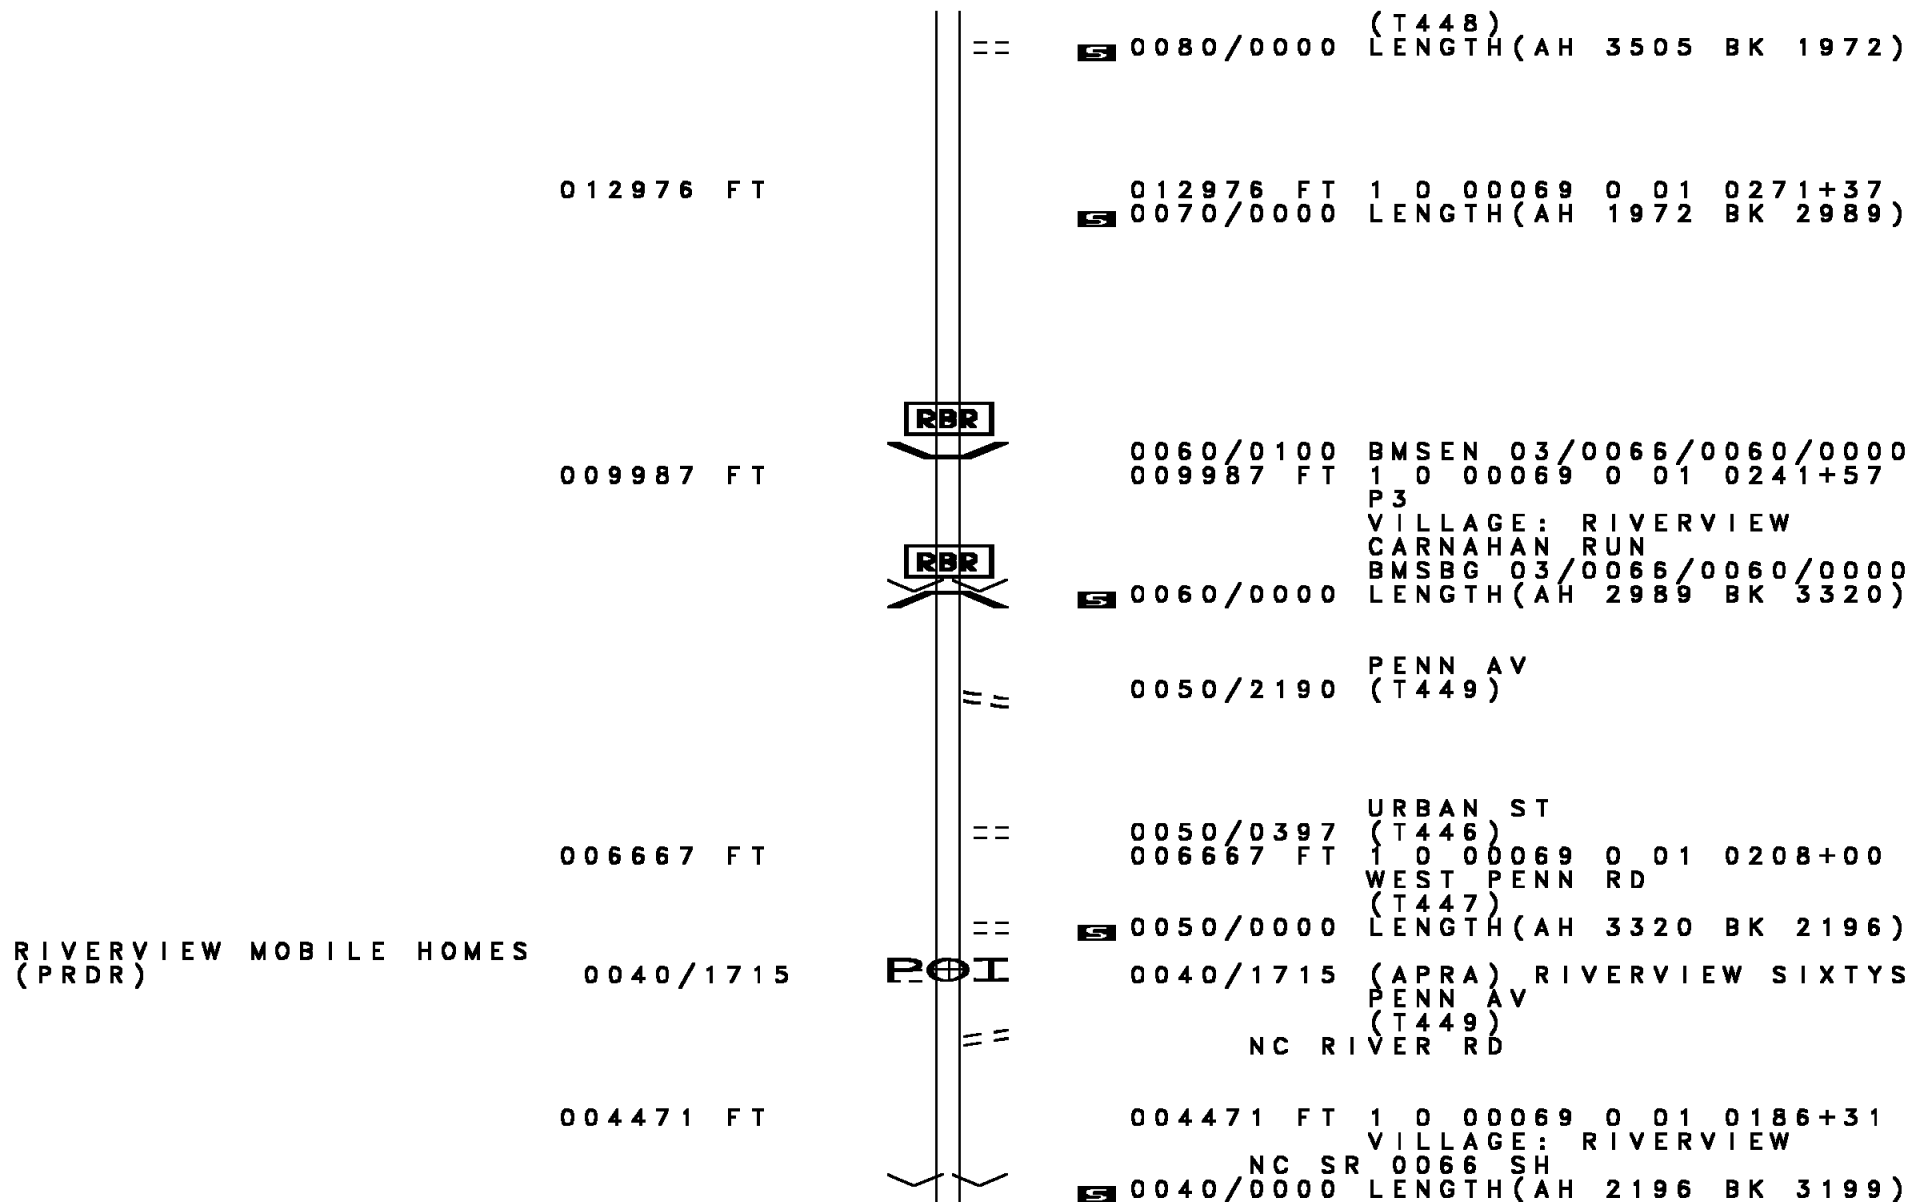 (T448)
S 0080/0000 LENGTH(AH 3505 BK 1972)
012976 FT 012976 FT 1 0 00069 0 01 0271+37
S 0070/0000 LENGTH(AH 1972 BK 2989)
RBR
0060/0100 BMSEN 03/0066/0060/0000
009987 FT 009987 FT 1 0 00069 0 01 0241+57
P3
VILLAGE: RIVERVIEW
CARNAHAN RUN
RBR BMSBG 03/0066/0060/0000
S 0060/0000 LENGTH(AH 2989 BK 3320)
PENN AV
0050/2190 (T449)
URBAN ST
0050/0397 (T446)
006667 FT 006667 FT 1 0 00069 0 01 0208+00
WEST PENN RD
(T447)
S 0050/0000 LENGTH(AH 3320 BK 2196)
RIVERVIEW MOBILE HOMES
(PRDR) 0040/1715 POI 0040/1715 (APRA) RIVERVIEW SIXTYS
PENN AV
(T449)
NC RIVER RD
004471 FT 004471 FT 1 0 00069 0 01 0186+31
VILLAGE: RIVERVIEW
NC SR 0066 SH
S 0040/0000 LENGTH(AH 2196 BK 3199)